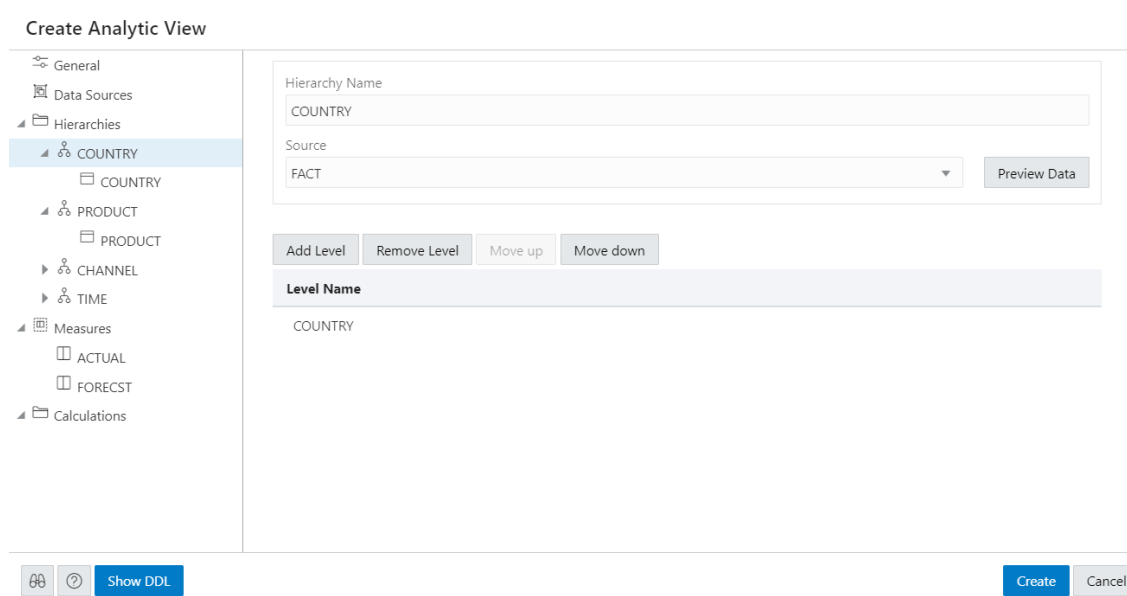 Create Analytic View
General
Data Sources
Hierarchies
COUNTRY
COUNTRY
PRODUCT
PRODUCT
CHANNEL
TIME
Measures
ACTUAL
FORECST
Calculations
Hierarchy Name
COUNTRY
Source
FACT
Preview Data
Add Level Remove Level Move up Move down
Level Name
COUNTRY
Show DDL
Create Cancel